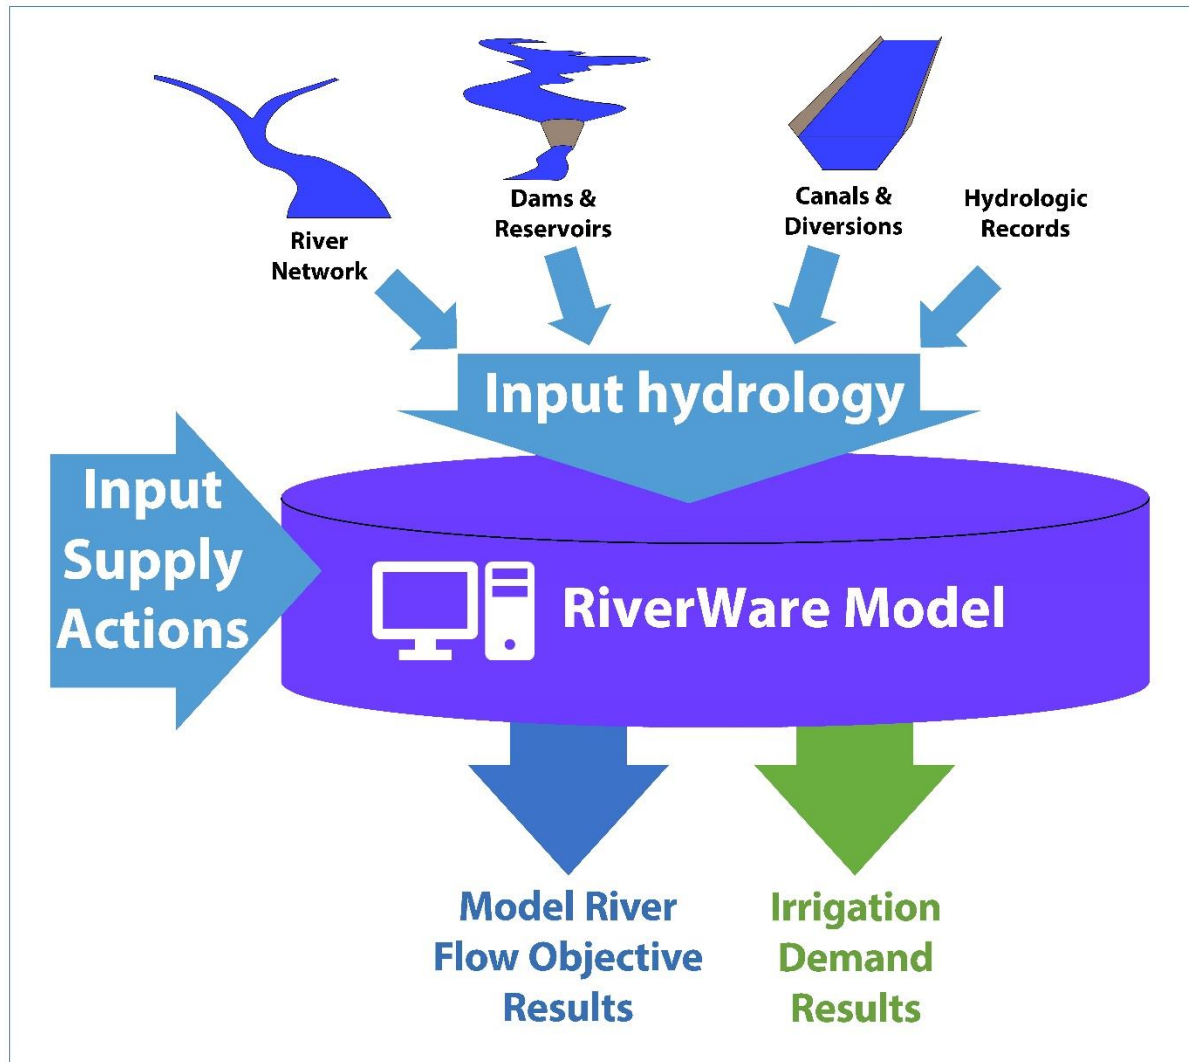 River
Network
Dams &
Reservoirs
Canals &
Diversions
Hydrologic
Records
Input hydrology
Input
Supply
Actions
RiverWare Model
Model River
Flow Objective
Results
Irrigation
Demand
Results